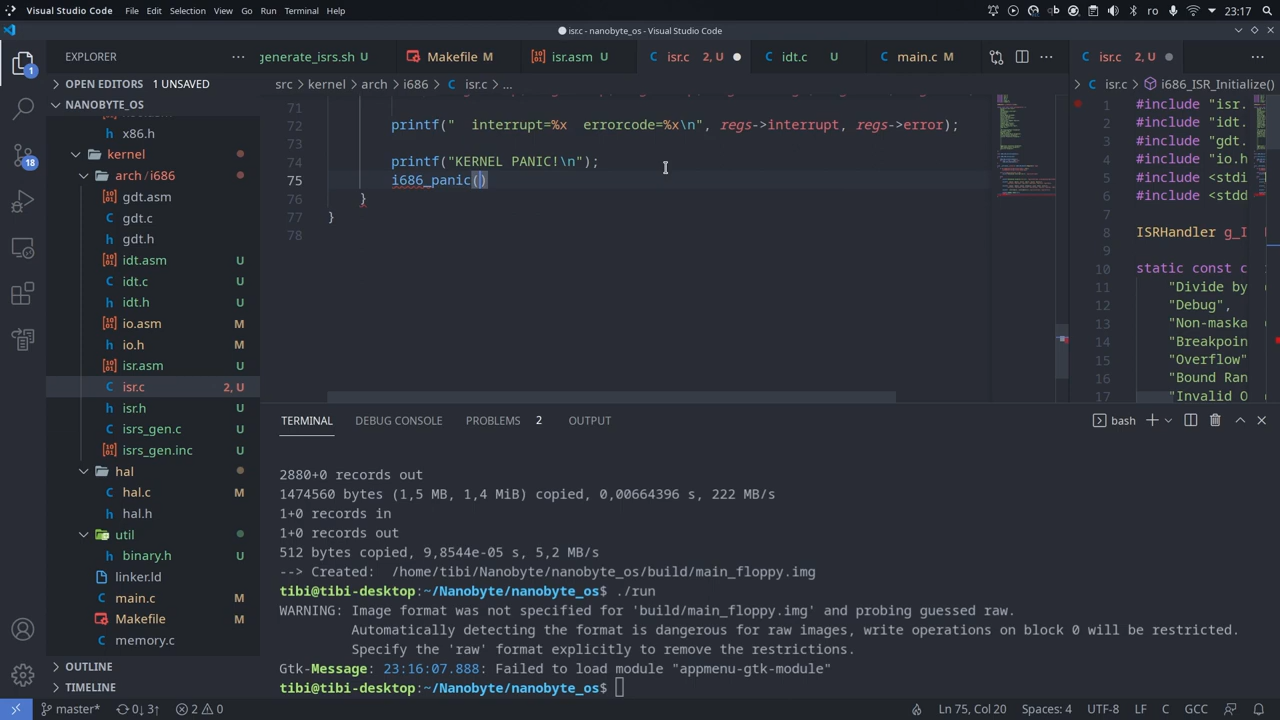 Visual Studio Code File Edit Selection View Go Run Terminal Help ro 23:17
isr.c - nanobyte_os - Visual Studio Code
EXPLORER generate_isrs.sh U Makefile M isr.asm U isr.c 2, U idt.c U main.c M isr.c 2, U
OPEN EDITORS 1 UNSAVED src kernel arch i686 isr.c ... isr.c i686_ISR_Initialize()
NANOBYTE_OS
x86.h
kernel
arch/i686
gdt.asm
gdt.c
gdt.h
idt.asm U
idt.c U
idt.h U
io.asm M
io.h M
isr.asm U
isr.c 2, U
isr.h U
isrs_gen.c U
isrs_gen.inc U
hal
hal.c M
hal.h
util
binary.h U
linker.ld
main.c M
Makefile M
memory.c
OUTLINE
TIMELINE
71
72 printf("  interrupt=%x  errorcode=%x\n", regs->interrupt, regs->error);
73
74 printf("KERNEL PANIC!\n");
75 i686_panic()
76 }
77 }
78
1 #include "isr.
2 #include "idt.
3 #include "gdt.
4 #include "io.h
5 #include <stdi
6 #include <stdd
7
8 ISRHandler g_I
9
10 static const c
11 "Divide by
12 "Debug",
13 "Non-maska
14 "Breakpoin
15 "Overflow"
16 "Bound Ran
17 "Invalid O
TERMINAL DEBUG CONSOLE PROBLEMS 2 OUTPUT bash
2880+0 records out
1474560 bytes (1,5 MB, 1,4 MiB) copied, 0,00664396 s, 222 MB/s
1+0 records in
1+0 records out
512 bytes copied, 9,8544e-05 s, 5,2 MB/s
--> Created:  /home/tibi/Nanobyte/nanobyte_os/build/main_floppy.img
tibi@tibi-desktop:~/Nanobyte/nanobyte_os$ ./run
WARNING: Image format was not specified for 'build/main_floppy.img' and probing guessed raw.
Automatically detecting the format is dangerous for raw images, write operations on block 0 will be restricted.
Specify the 'raw' format explicitly to remove the restrictions.
Gtk-Message: 23:16:07.888: Failed to load module "appmenu-gtk-module"
tibi@tibi-desktop:~/Nanobyte/nanobyte_os$
master* 0↓ 3↑ 2 0 Ln 75, Col 20 Spaces: 4 UTF-8 LF C GCC